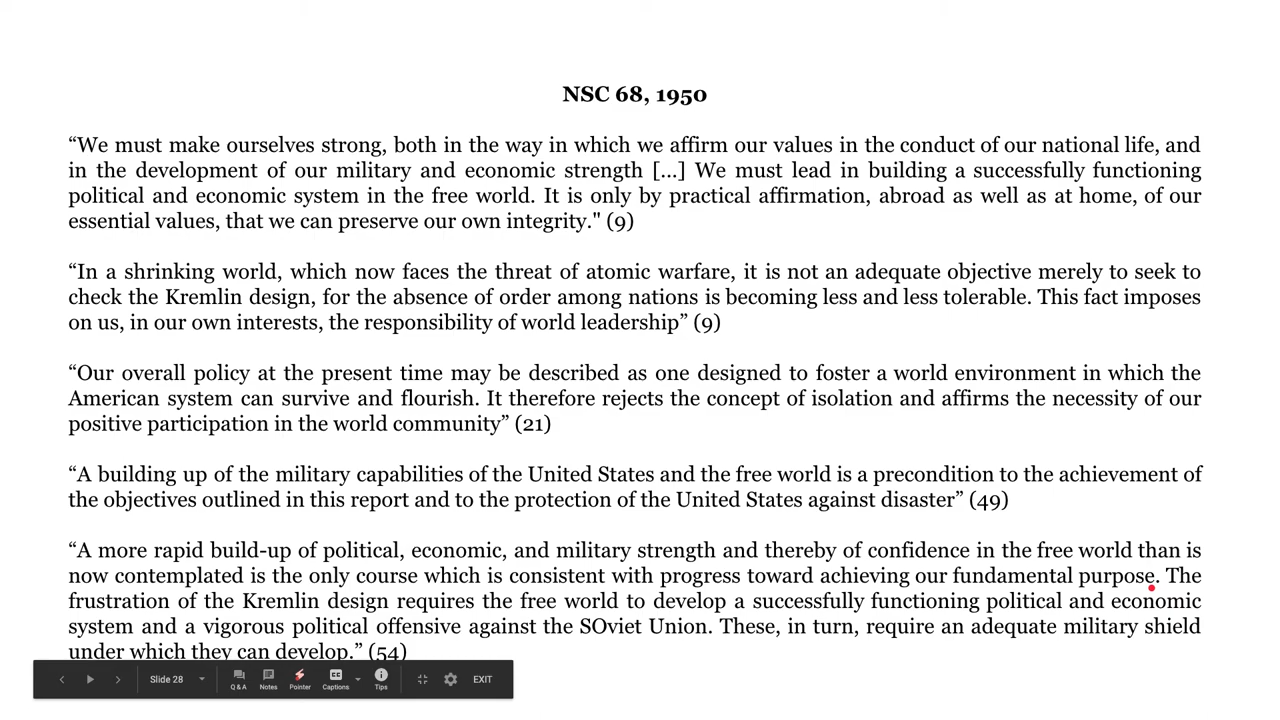 NSC 68, 1950
“We must make ourselves strong, both in the way in which we affirm our values in the conduct of our national life, and
in the development of our military and economic strength [...] We must lead in building a successfully functioning
political and economic system in the free world. It is only by practical affirmation, abroad as well as at home, of our
essential values, that we can preserve our own integrity." (9)
“In a shrinking world, which now faces the threat of atomic warfare, it is not an adequate objective merely to seek to
check the Kremlin design, for the absence of order among nations is becoming less and less tolerable. This fact imposes
on us, in our own interests, the responsibility of world leadership” (9)
“Our overall policy at the present time may be described as one designed to foster a world environment in which the
American system can survive and flourish. It therefore rejects the concept of isolation and affirms the necessity of our
positive participation in the world community” (21)
“A building up of the military capabilities of the United States and the free world is a precondition to the achievement of
the objectives outlined in this report and to the protection of the United States against disaster” (49)
“A more rapid build-up of political, economic, and military strength and thereby of confidence in the free world than is
now contemplated is the only course which is consistent with progress toward achieving our fundamental purpose. The
frustration of the Kremlin design requires the free world to develop a successfully functioning political and economic
system and a vigorous political offensive against the SOviet Union. These, in turn, require an adequate military shield
under which they can develop.” (54)
Slide 28 Q & A Notes Pointer Captions Tips EXIT